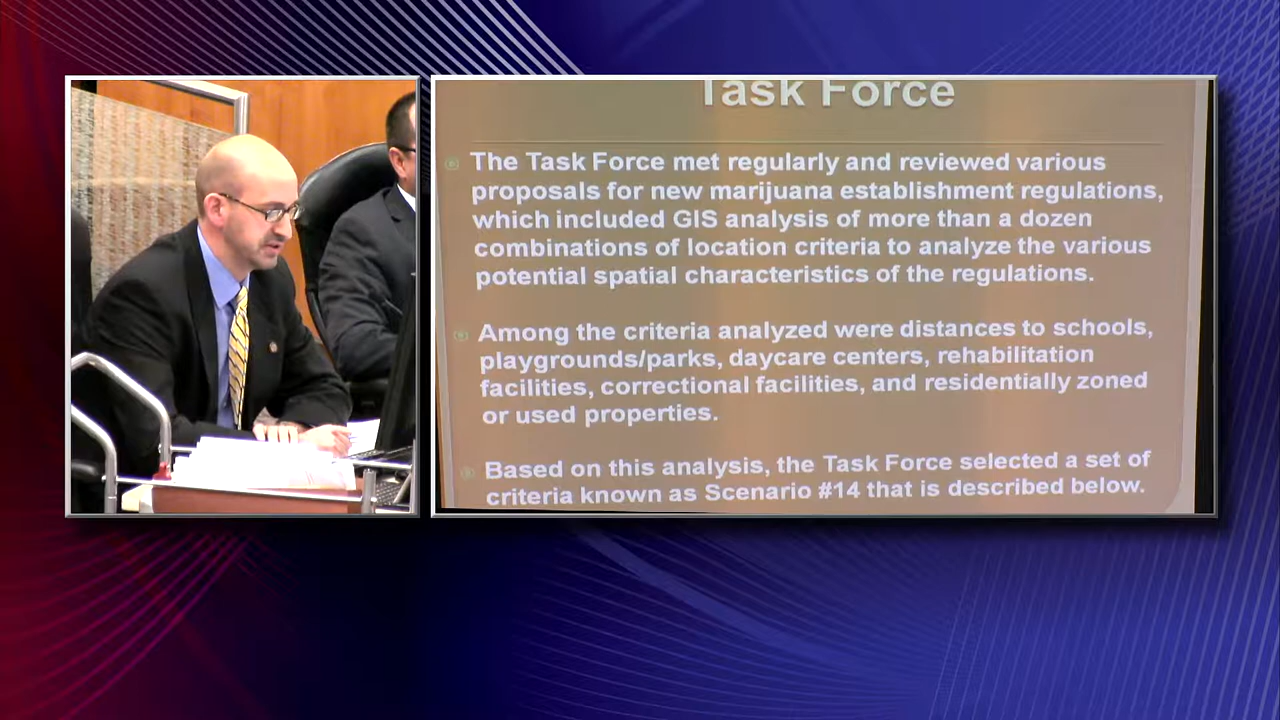 Task Force
The Task Force met regularly and reviewed various
proposals for new marijuana establishment regulations,
which included GIS analysis of more than a dozen
combinations of location criteria to analyze the various
potential spatial characteristics of the regulations.
Among the criteria analyzed were distances to schools,
playgrounds/parks, daycare centers, rehabilitation
facilities, correctional facilities, and residentially zoned
or used properties.
Based on this analysis, the Task Force selected a set of
criteria known as Scenario #14 that is described below.